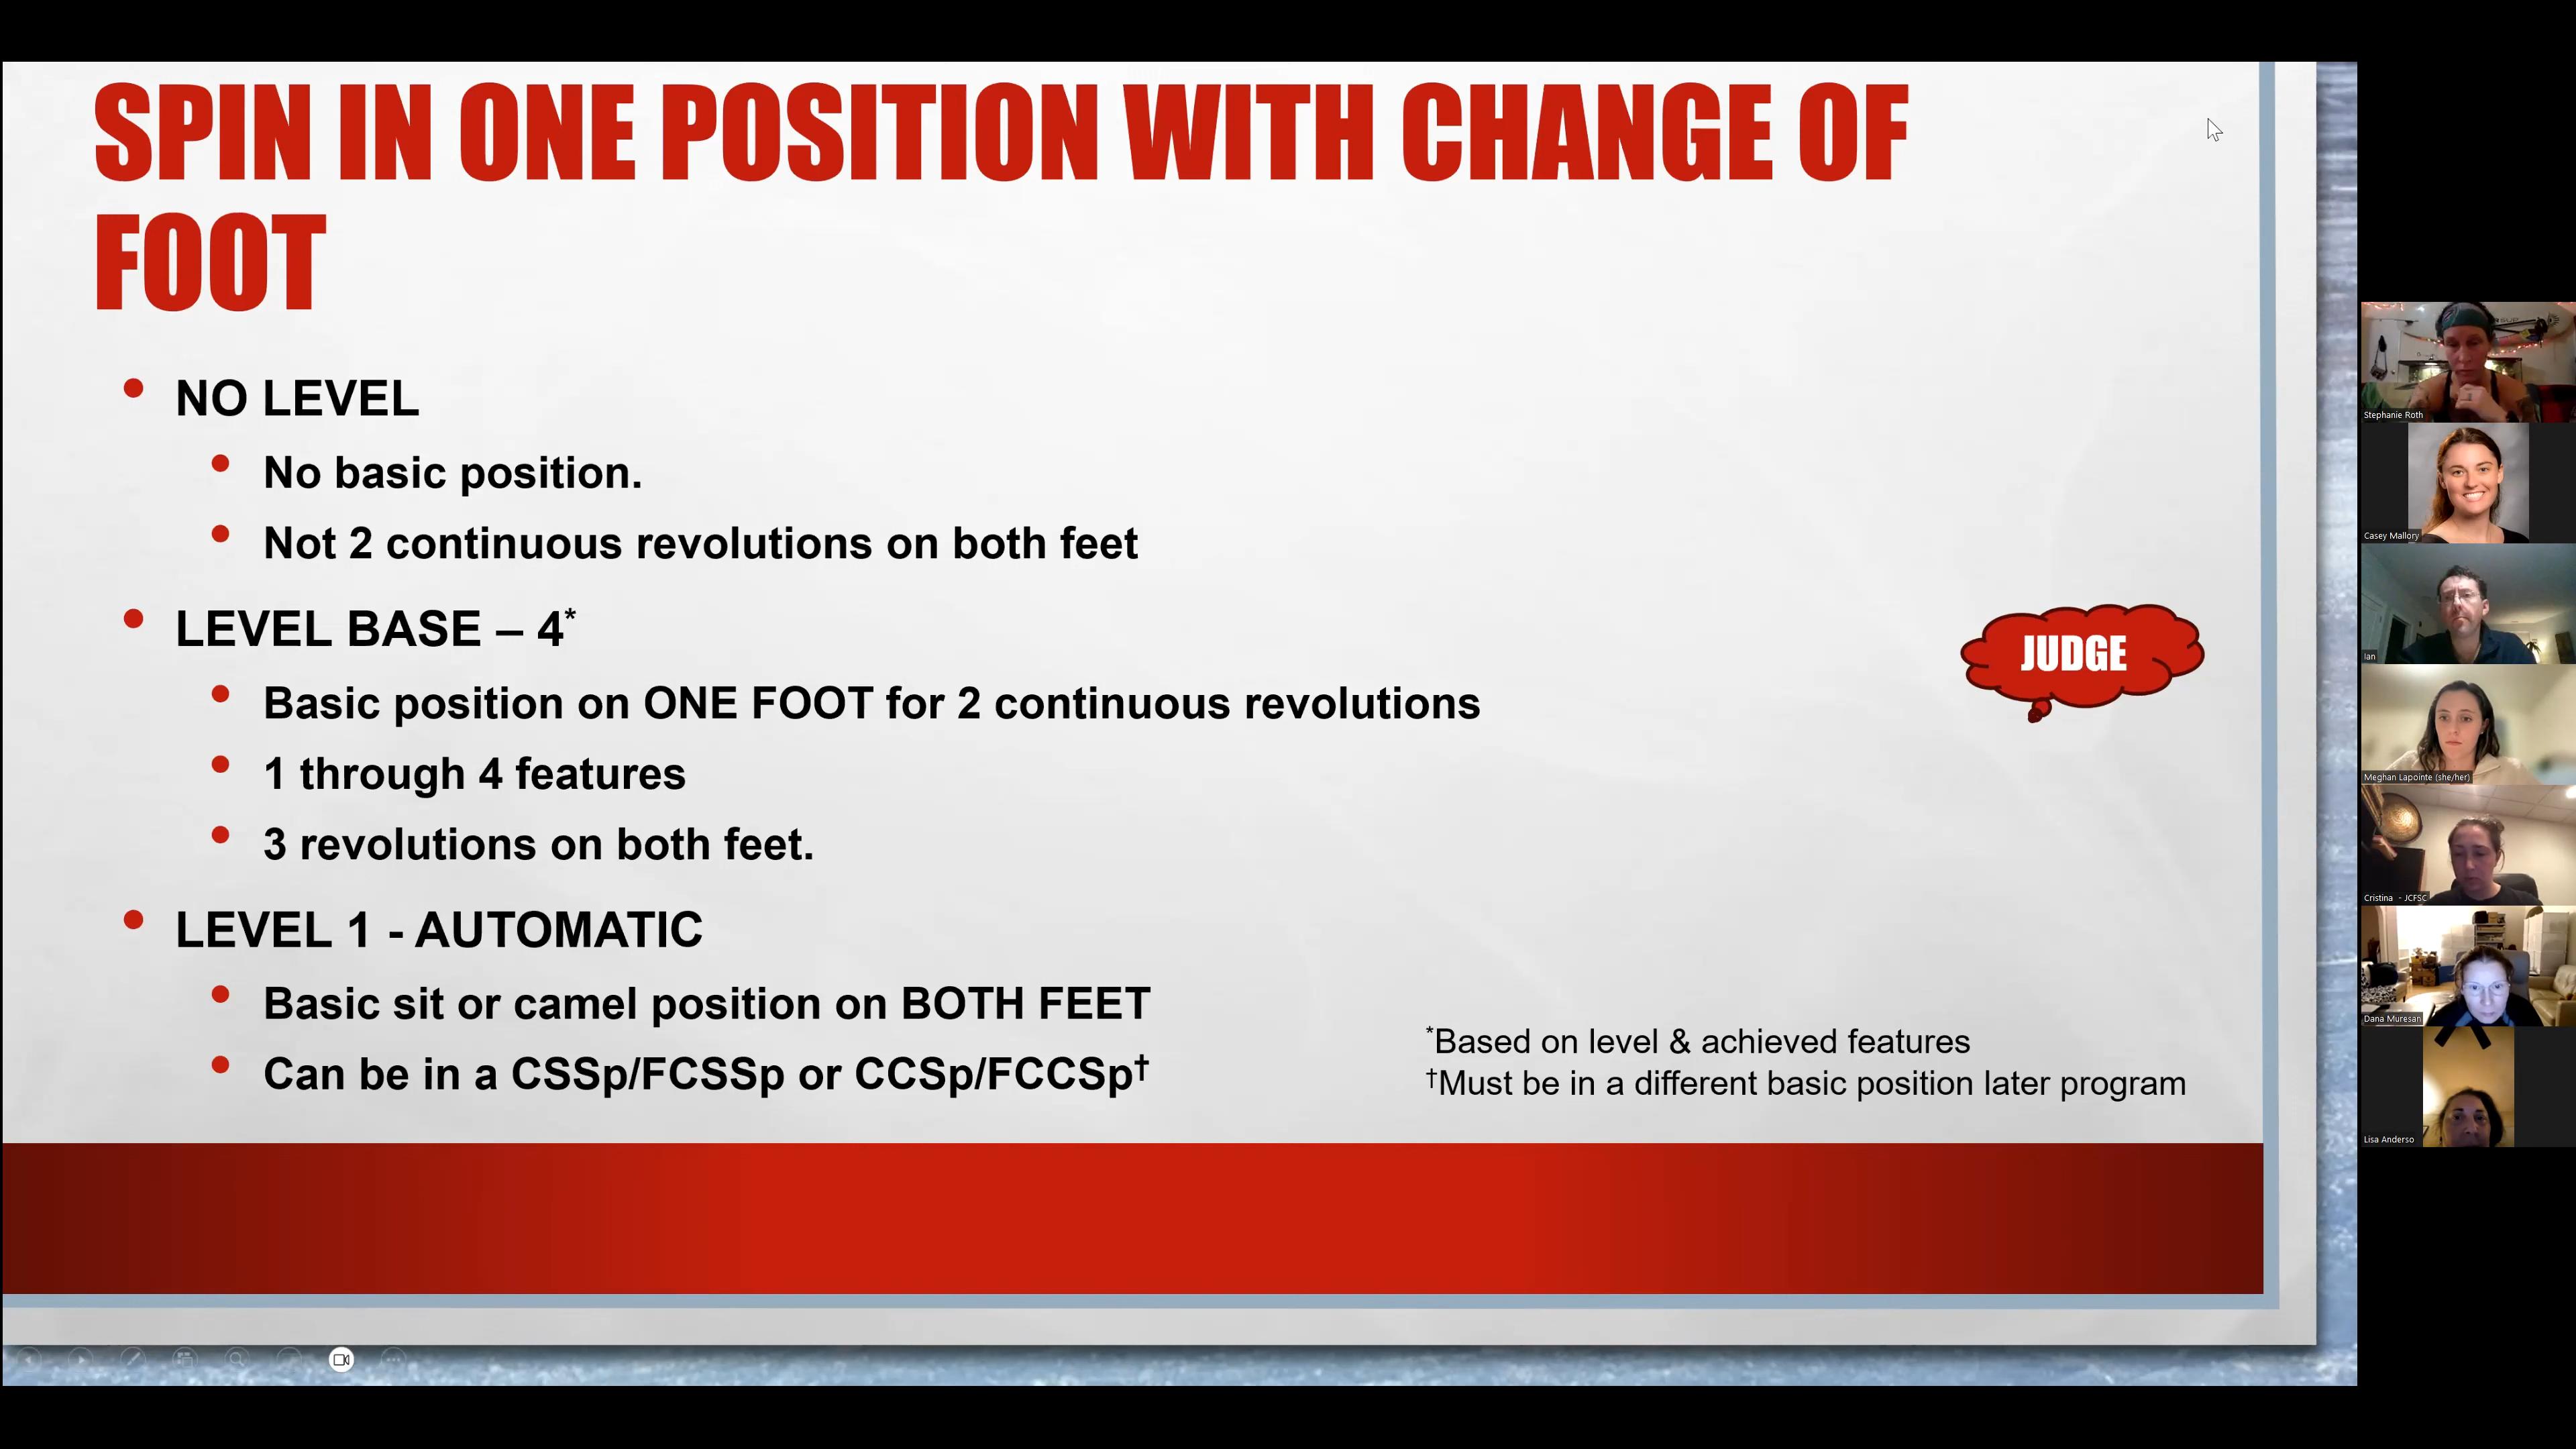 SPIN IN ONE POSITION WITH CHANGE OF
FOOT
NO LEVEL
No basic position.
Not 2 continuous revolutions on both feet
LEVEL BASE – 4*
Basic position on ONE FOOT for 2 continuous revolutions
1 through 4 features
3 revolutions on both feet.
LEVEL 1 - AUTOMATIC
Basic sit or camel position on BOTH FEET
Can be in a CSSp/FCSSp or CCSp/FCCSp†
JUDGE
*Based on level & achieved features
†Must be in a different basic position later program
Stephanie Roth
Casey Mallory
Ian
Meghan Lapointe (she/her)
Cristina - JCFSC
Dana Muresan
Lisa Anderso